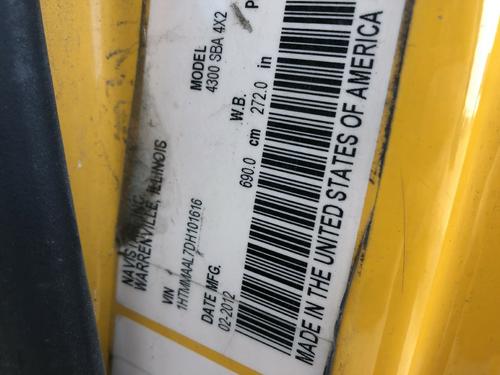 NAVIS INC.
WARRENVILLE, ILLINOIS
VIN
1HTMMAAL7DH101616
DATE MFG.
02-2012
MODEL
4300 SBA 4X2
W.B.
690.0 cm 272.0 in
MADE IN THE UNITED STATES OF AMERICA